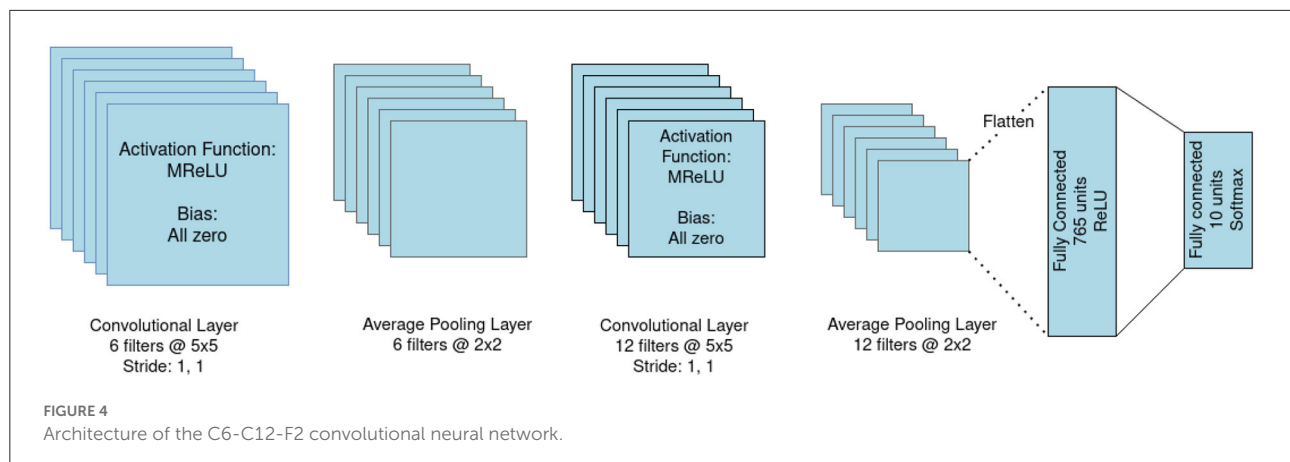 Activation Function:
MReLU
Bias:
All zero
Convolutional Layer
6 filters @ 5x5
Stride: 1, 1
Average Pooling Layer
6 filters @ 2x2
Activation
Function:
MReLU
Bias:
All zero
Convolutional Layer
12 filters @ 5x5
Stride: 1, 1
Average Pooling Layer
12 filters @ 2x2
Flatten
Fully Connected
765 units
ReLU
Fully connected
10 units
Softmax
FIGURE 4
Architecture of the C6-C12-F2 convolutional neural network.